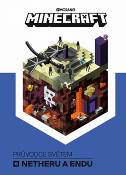 MOJANG
MINECRAFT
PRŮVODCE SVĚTEM
NETHERU A ENDU